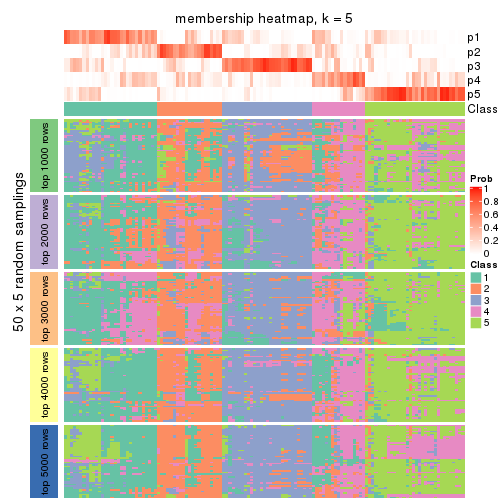 membership heatmap, k = 5
p1
p2
p3
p4
p5
Class
50 x 5 random samplings
top 1000 rows
top 2000 rows
top 3000 rows
top 4000 rows
top 5000 rows
Prob
1
0.8
0.6
0.4
0.2
0
Class
1
2
3
4
5